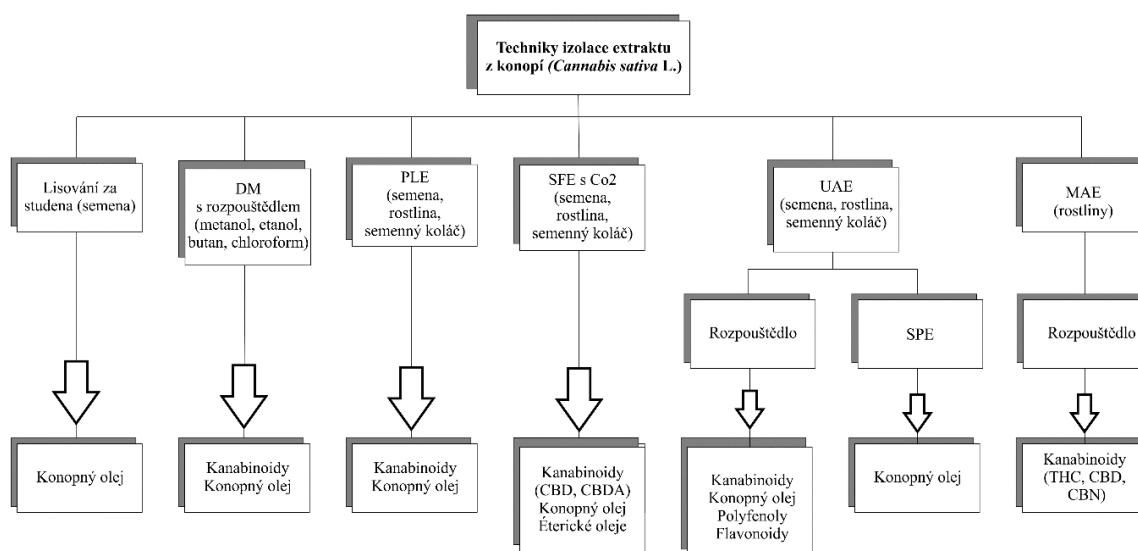 Techniky izolace extraktu
z konopí (Cannabis sativa L.)
Lisování za
studena (semena)
DM
s rozpouštědlem
(metanol, etanol,
butan, chloroform)
PLE
(semena,
rostlina,
semenný koláč)
SFE s Co2
(semena,
rostlina,
semenný koláč)
UAE
(semena, rostlina,
semenný koláč)
MAE
(rostliny)
Rozpouštědlo
SPE
Rozpouštědlo
Konopný olej
Kanabinoidy
Konopný olej
Kanabinoidy
Konopný olej
Kanabinoidy
(CBD, CBDA)
Konopný olej
Éterické oleje
Kanabinoidy
Konopný olej
Polyfenoly
Flavonoidy
Konopný olej
Kanabinoidy
(THC, CBD,
CBN)